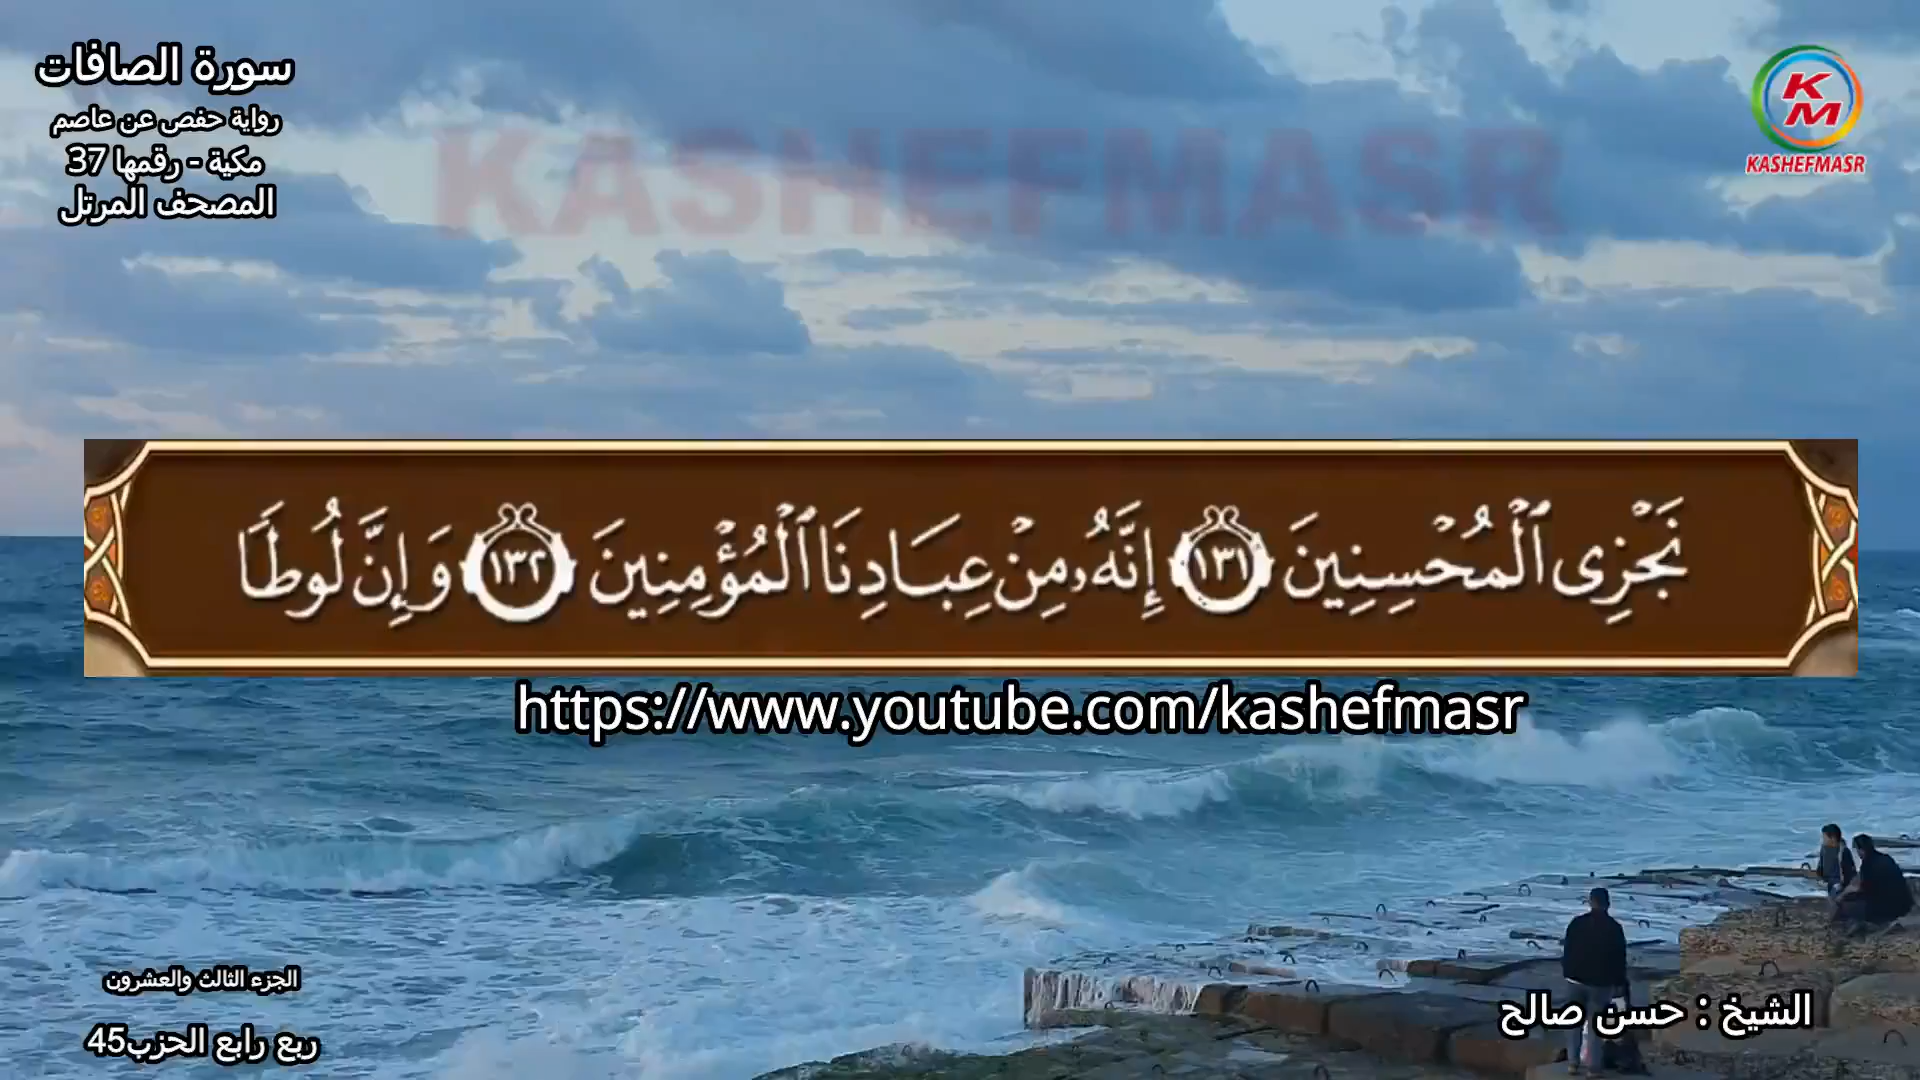 سورة الصافات
رواية حفص عن عاصم
مكية - رقمها 37
المصحف المرتل
KM
KASHEFMASR
KASHEFMASR
نَجْزِى ٱلْمُحْسِنِينَ ١٣١ إِنَّهُۥ مِنْ عِبَادِنَا ٱلْمُؤْمِنِينَ ١٣٢ وَإِنَّ لُوطًا
https://www.youtube.com/kashefmasr
الجزء الثالث والعشرون
ربع رابع الحزب45
الشيخ : حسن صالح